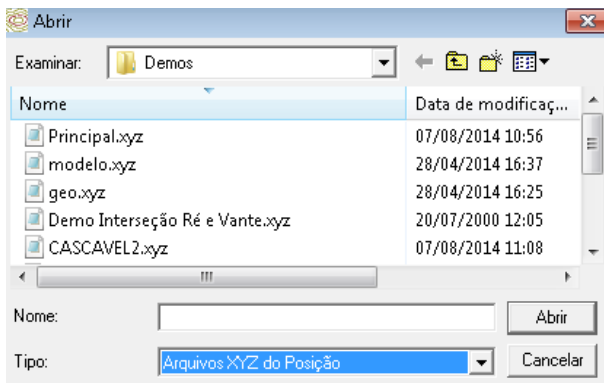 Abrir
Examinar: Demos
Nome Data de modificaç...
Principal.xyz 07/08/2014 10:56
modelo.xyz 28/04/2014 16:37
geo.xyz 28/04/2014 16:25
Demo Interseção Ré e Vante.xyz 20/07/2000 12:05
CASCAVEL2.xyz 07/08/2014 11:08
Nome: Abrir
Tipo: Arquivos XYZ do Posição Cancelar